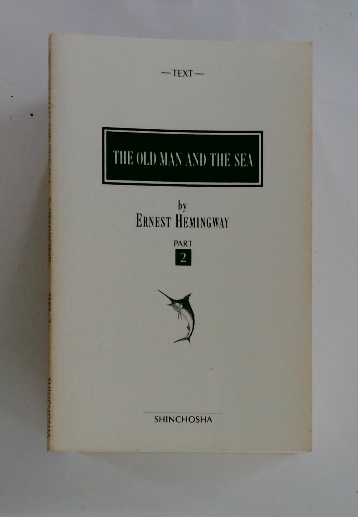 —TEXT—
THE OLD MAN AND THE SEA
by
ERNEST HEMINGWAY
PART
2
SHINCHOSHA